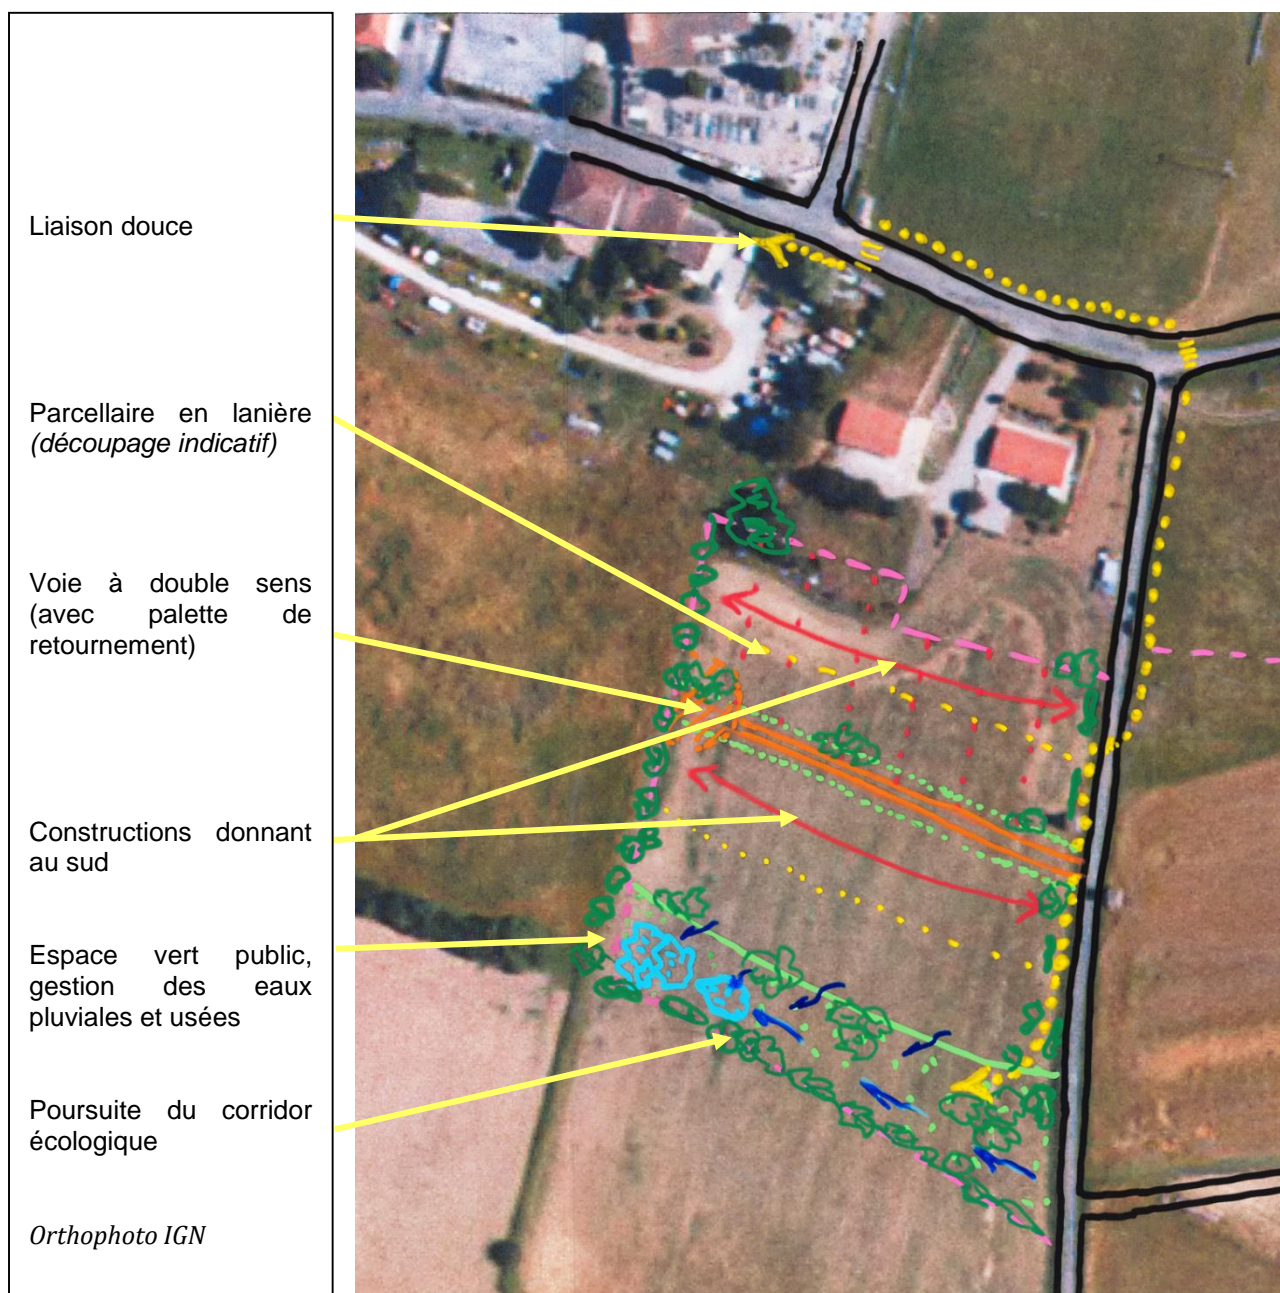 Liaison douce
Parcellaire en lanière
(découpage indicatif)
Voie à double sens
(avec palette de
retournement)
Constructions donnant
au sud
Espace vert public,
gestion des eaux
pluviales et usées
Poursuite du corridor
écologique
Orthophoto IGN